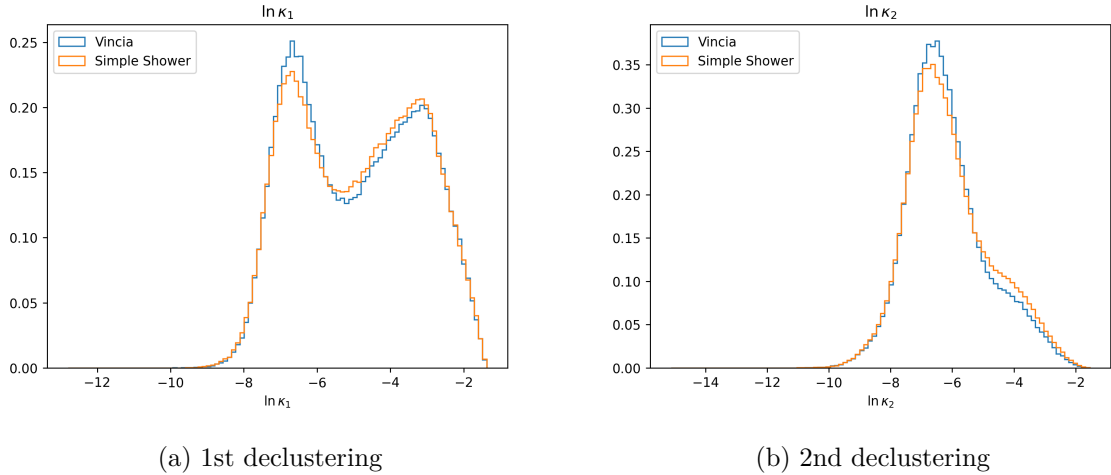 ln κ₁
Vincia
Simple Shower
0.25
0.20
0.15
0.10
0.05
0.00
−12 −10 −8 −6 −4 −2
ln κ₁
(a) 1st declustering
ln κ₂
Vincia
Simple Shower
0.35
0.30
0.25
0.20
0.15
0.10
0.05
0.00
−14 −12 −10 −8 −6 −4 −2
ln κ₂
(b) 2nd declustering